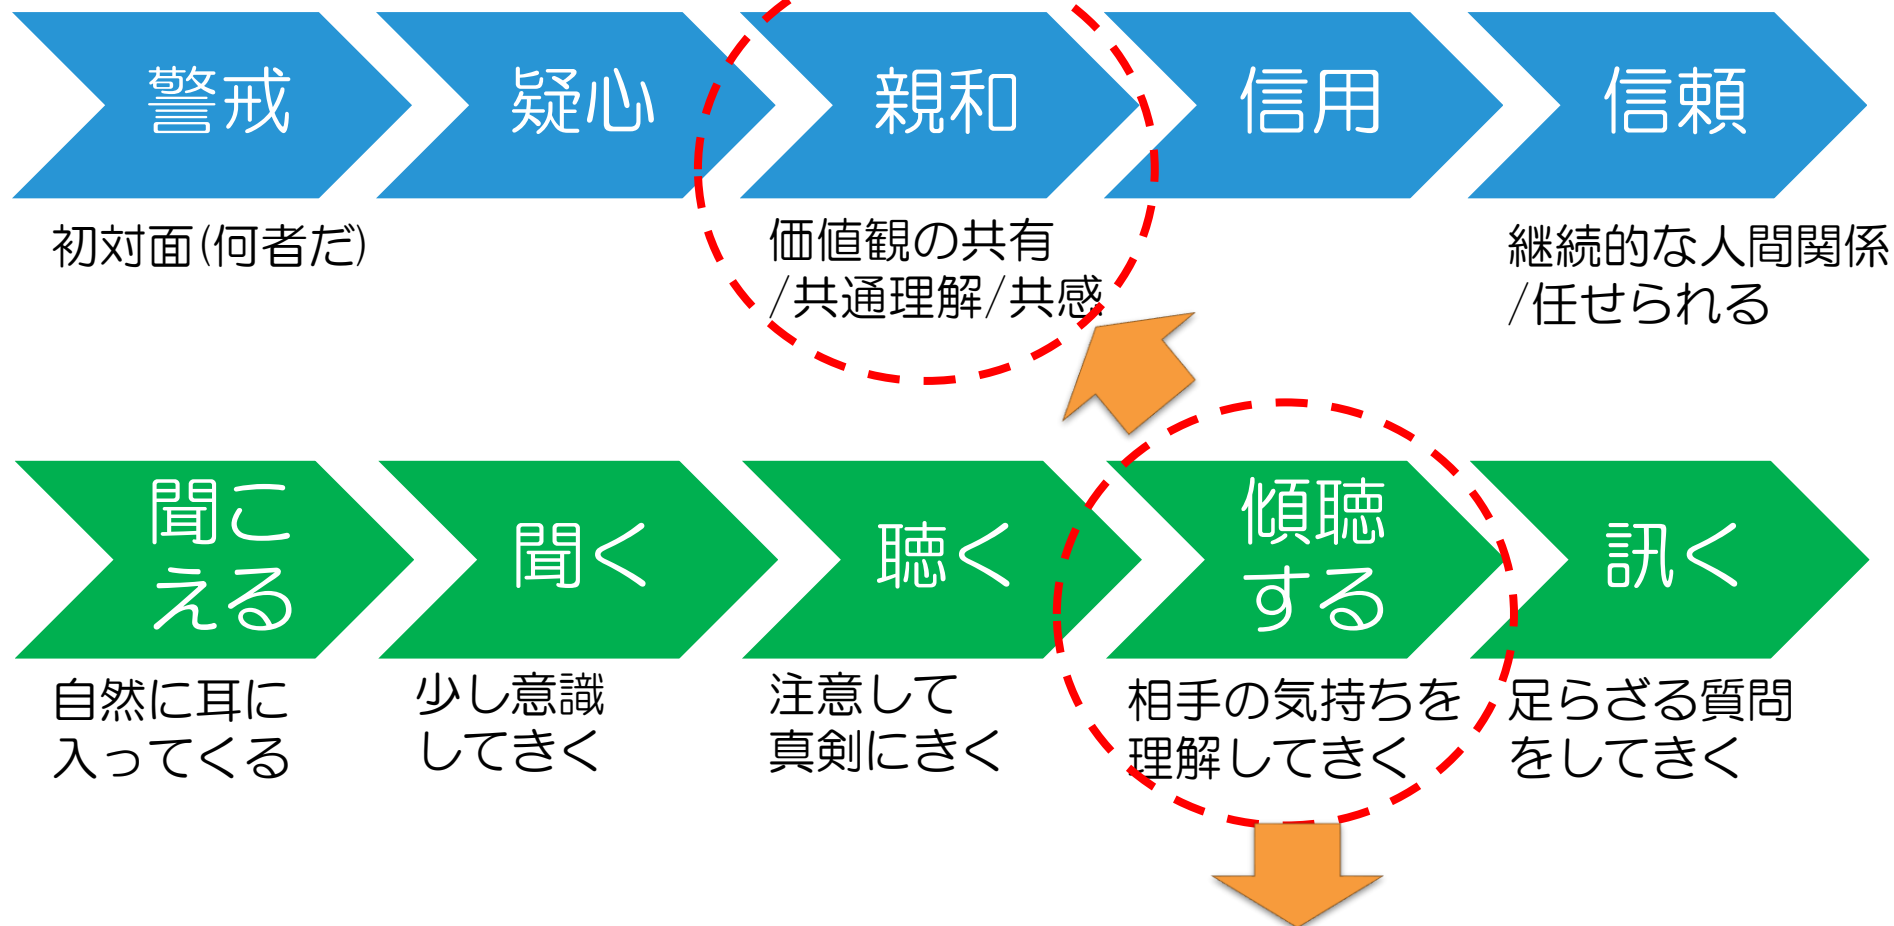 警戒
疑心
親和
信用
信頼
初対面(何者だ)
価値観の共有
/共通理解/共感
継続的な人間関係
/任せられる
聞こ
える
聞く
聴く
傾聴
する
訊く
自然に耳に
入ってくる
少し意識
してきく
注意して
真剣にきく
相手の気持ちを
理解してきく
足らざる質問
をしてきく